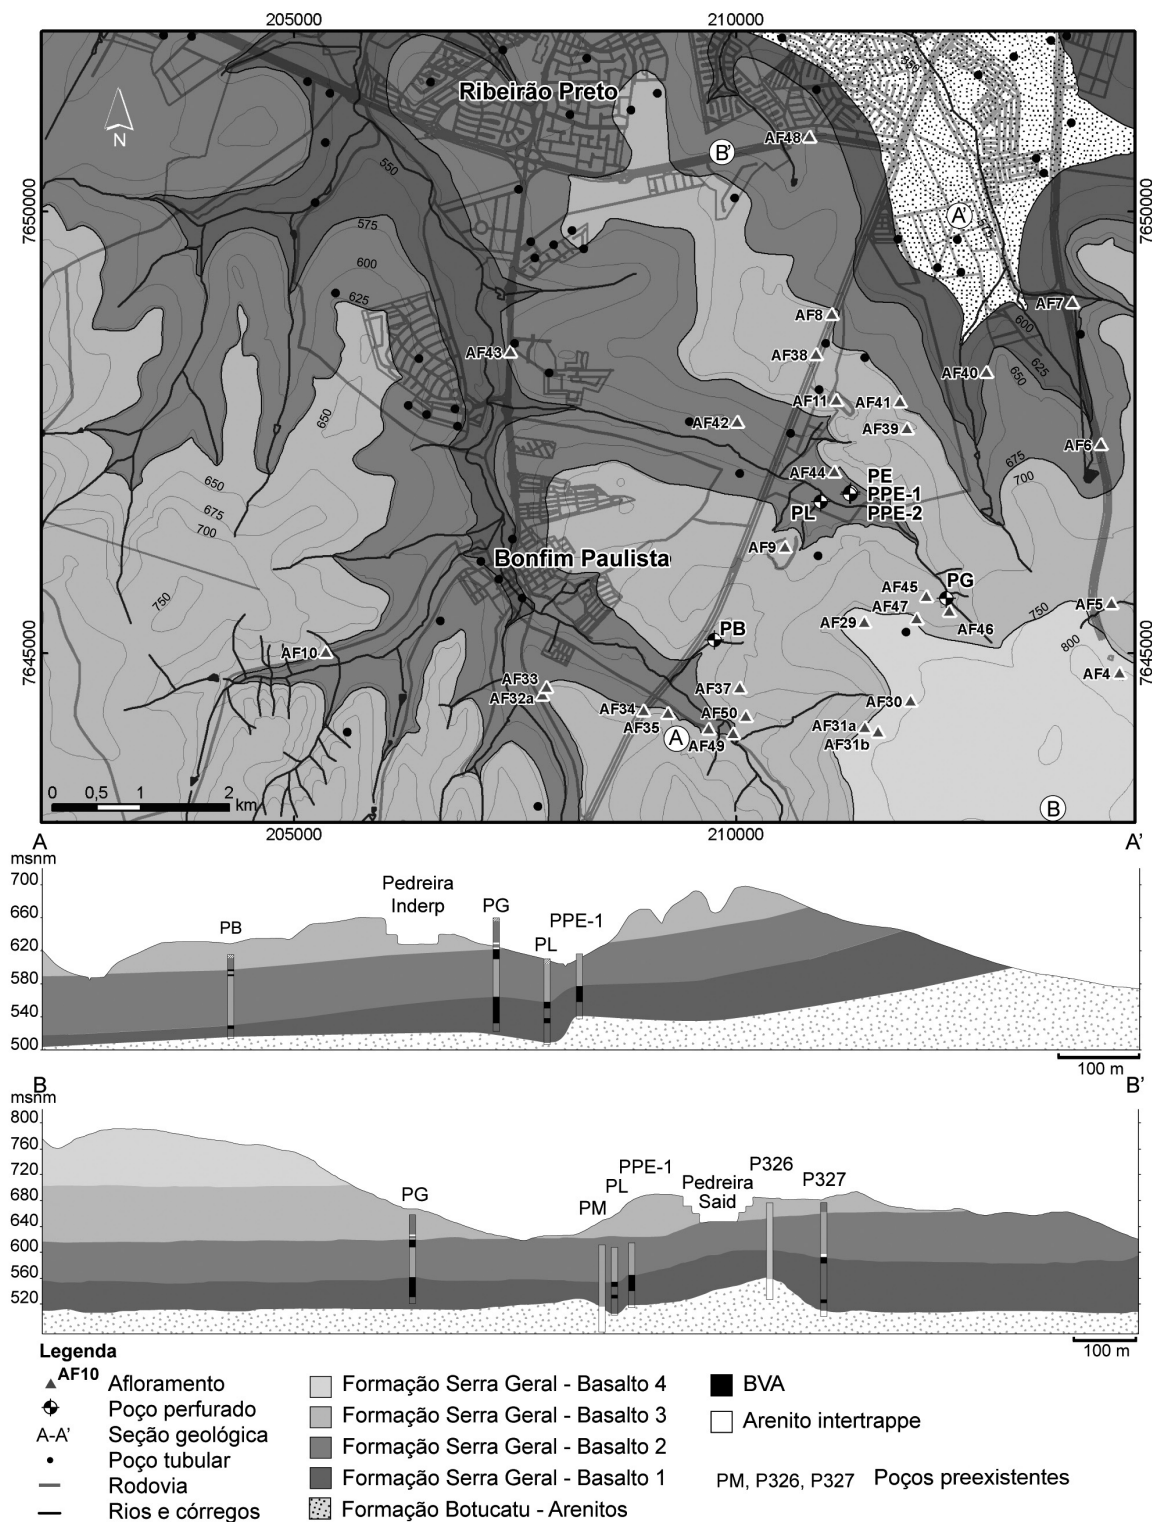 205000
210000
Ribeirão Preto
B'
AF48
550
7650000
7650000
A'
575
600
625
AF8
AF7
600
AF43
AF38
625
AF40
650
650
AF11
AF41
AF42
AF39
AF6
675
700
AF44
650
PE
PPE-1
PPE-2
PL
675
700
Bonfim Paulista
AF9
PG
AF45
AF47
750
AF46
750
AF5
AF29
PB
800
7645000
7645000
AF10
AF4
AF33
AF32a
AF37
AF30
AF34
AF35
AF50
A
AF49
AF31a
AF31b
N
0 0,5 1 2 km
B
205000
210000
A
A'
msnm
700
660
620
580
540
500
PB
Pedreira
Inderp
PG
PL
PPE-1
100 m
B
B'
msnm
800
760
720
680
640
600
560
520
PG
PM
PL
PPE-1
Pedreira
Said
P326
P327
100 m
Legenda
AF10 Afloramento
Poço perfurado
A-A' Seção geológica
Poço tubular
Rodovia
Rios e córregos
Formação Serra Geral - Basalto 4
Formação Serra Geral - Basalto 3
Formação Serra Geral - Basalto 2
Formação Serra Geral - Basalto 1
Formação Botucatu - Arenitos
BVA
Arenito intertrappe
PM, P326, P327 Poços preexistentes